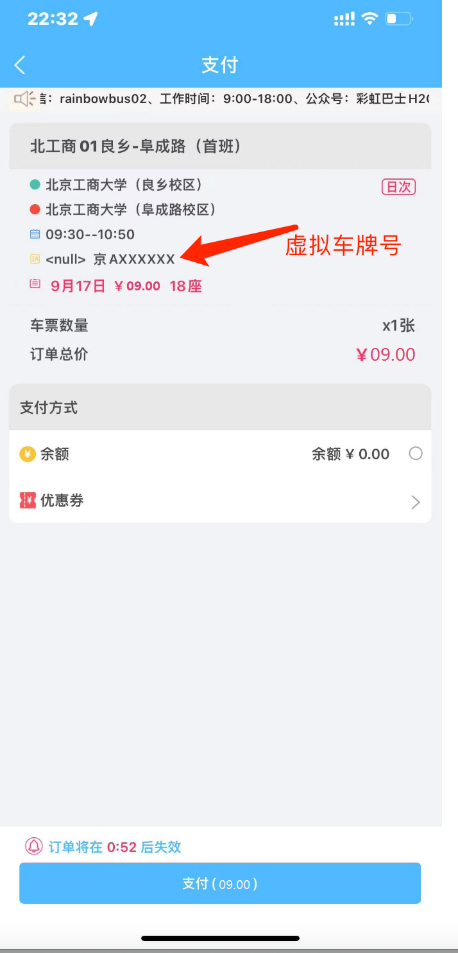 22:32
支付
言：rainbowbus02、工作时间：9:00-18:00、公众号：彩虹巴士H2
北工商01良乡-阜成路（首班）
北京工商大学（良乡校区）
日次
北京工商大学（阜成路校区）
09:30--10:50
<null> 京AXXXXXX
虚拟车牌号
9月17日 ￥09.00 18座
车票数量 x1张
订单总价 ￥09.00
支付方式
余额 余额 ￥0.00
优惠券
订单将在 0:52 后失效
支付 ( 09.00 )